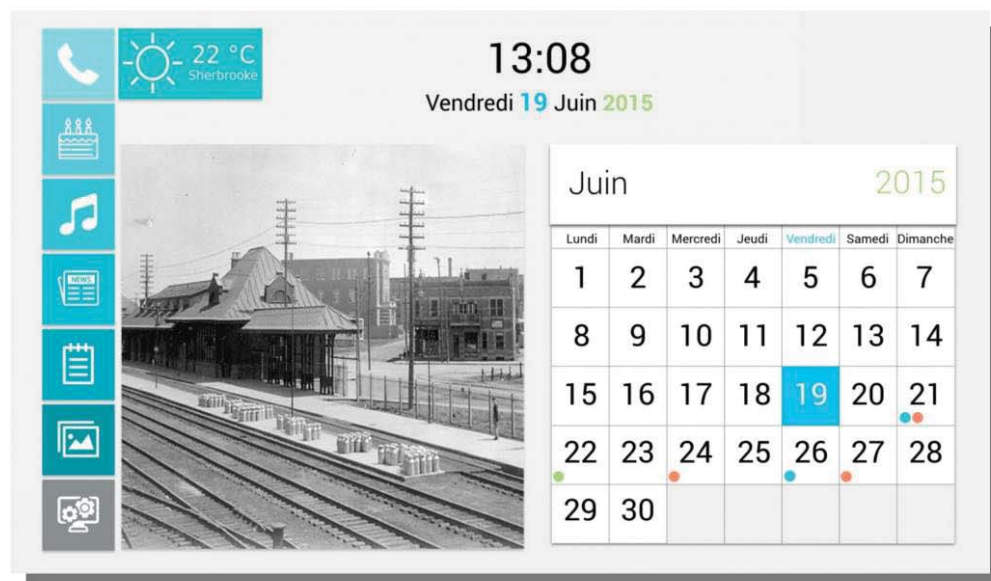 22 °C
Sherbrooke
13:08
Vendredi 19 Juin 2015
NEWS
Juin 2015
Lundi Mardi Mercredi Jeudi Vendredi Samedi Dimanche
1 2 3 4 5 6 7
8 9 10 11 12 13 14
15 16 17 18 19 20 21
22 23 24 25 26 27 28
29 30